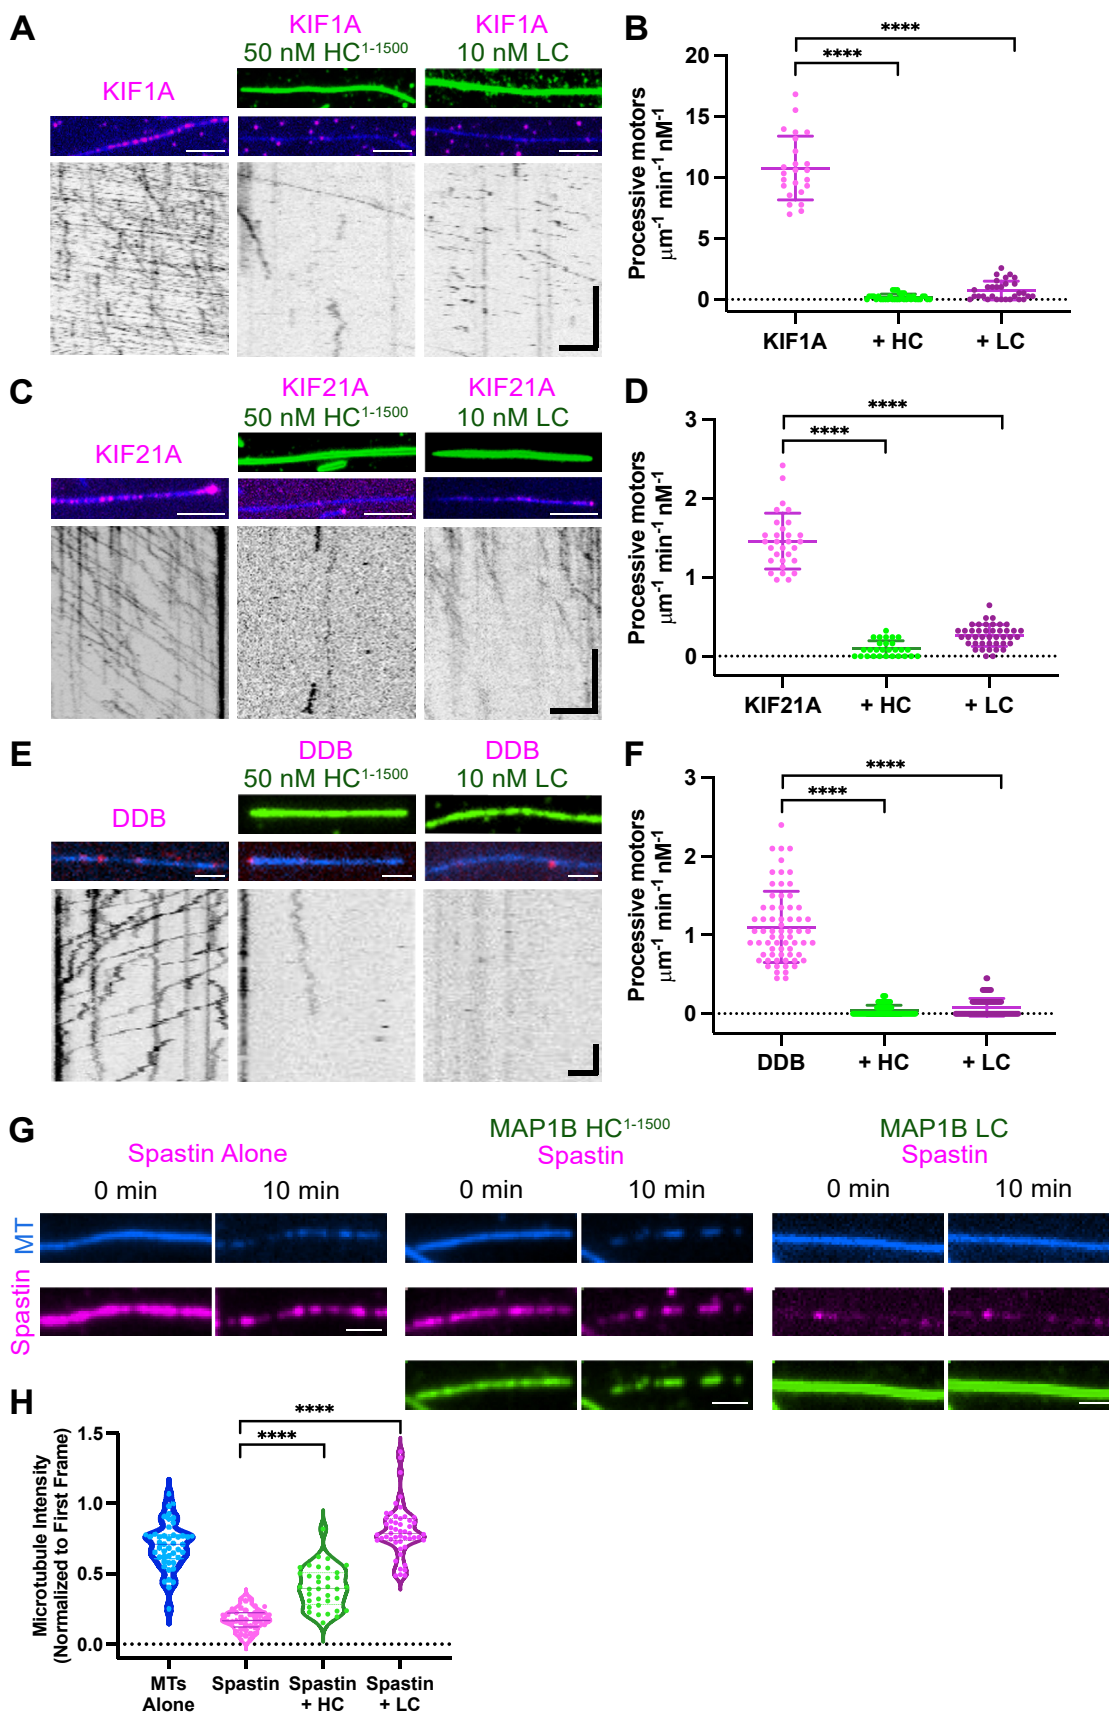 A
KIF1A
KIF1A
50 nM HC1-1500
KIF1A
10 nM LC
B
Processive motors
µm-1 min-1 nM-1
20
15
10
5
0
****
****
KIF1A
+ HC
+ LC
C
KIF21A
KIF21A
50 nM HC1-1500
KIF21A
10 nM LC
D
Processive motors
µm-1 min-1 nM-1
3
2
1
0
****
****
KIF21A
+ HC
+ LC
E
DDB
DDB
50 nM HC1-1500
DDB
10 nM LC
F
Processive motors
µm-1 min-1 nM-1
3
2
1
0
****
****
DDB
+ HC
+ LC
G
Spastin Alone
0 min 10 min
MAP1B HC1-1500
Spastin
0 min 10 min
MAP1B LC
Spastin
0 min 10 min
MT
Spastin
H
Microtubule Intensity
(Normalized to First Frame)
1.5
1.0
0.5
0.0
****
****
MTs
Alone
Spastin
Spastin
+ HC
Spastin
+ LC